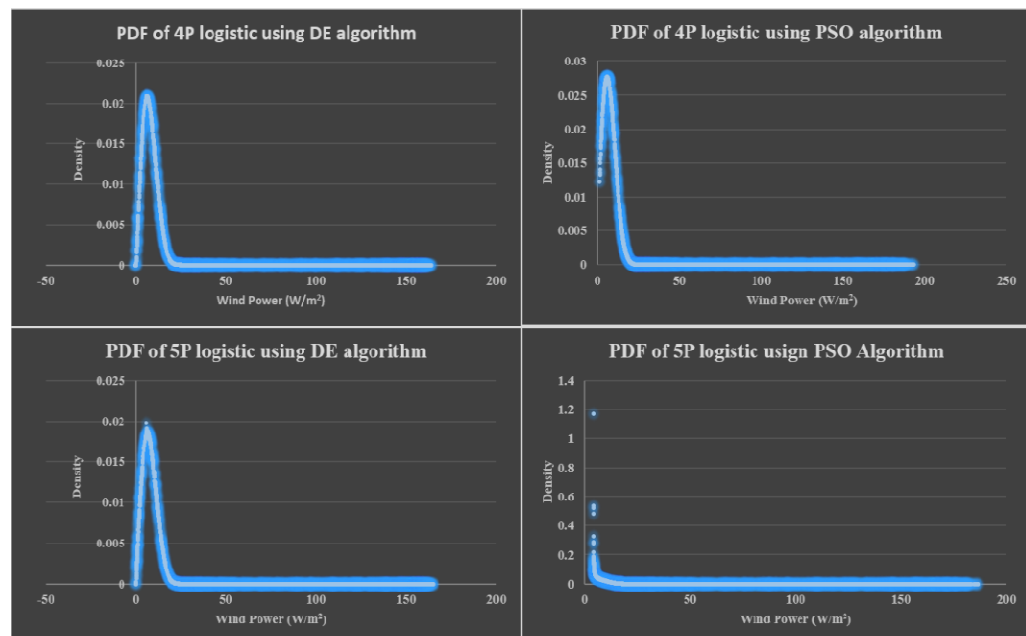 PDF of 4P logistic using DE algorithm
0.025
0.02
0.015
0.01
0.005
0
Density
-50 0 50 100 150 200
Wind Power (W/m²)
PDF of 4P logistic using PSO algorithm
0.03
0.025
0.02
0.015
0.01
0.005
0
Density
0 50 100 150 200 250
Wind Power (W/m²)
PDF of 5P logistic using DE algorithm
0.025
0.02
0.015
0.01
0.005
0
Density
-50 0 50 100 150 200
Wind Power (W/m²)
PDF of 5P logistic usign PSO Algorithm
1.4
1.2
1
0.8
0.6
0.4
0.2
0
Density
0 50 100 150 200
Wind Power (W/m²)